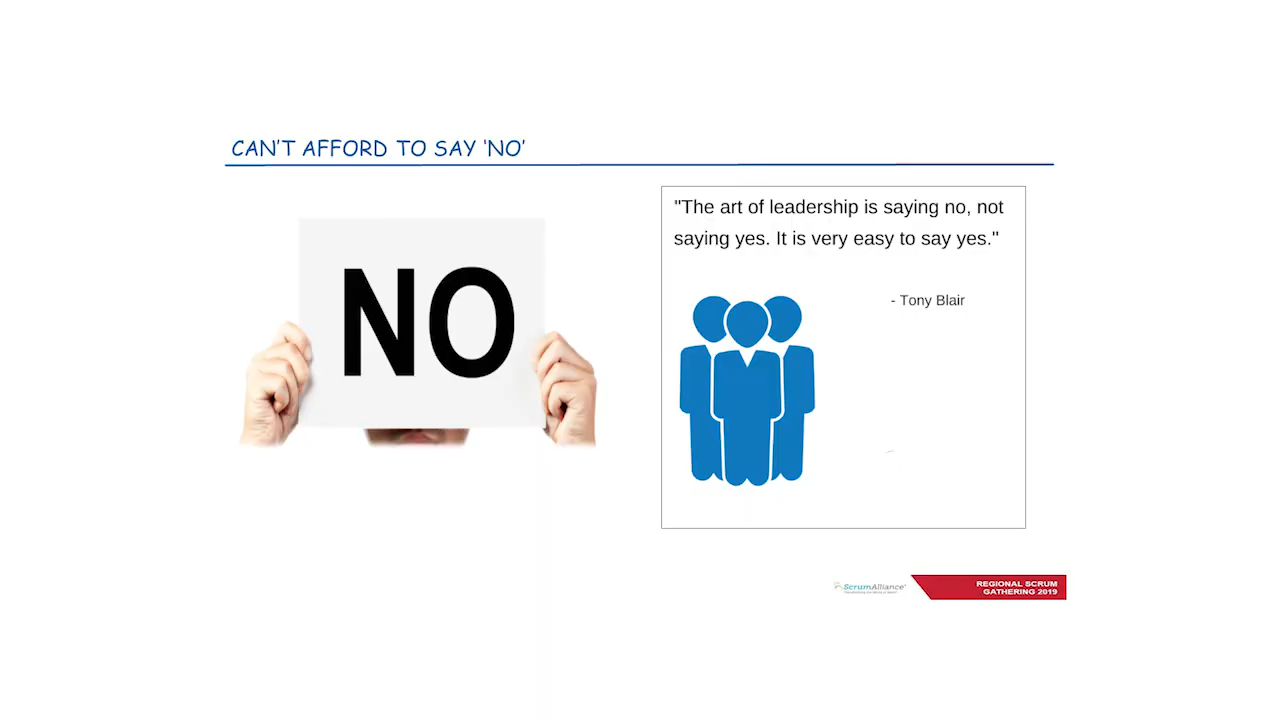 CAN'T AFFORD TO SAY 'NO'
NO
"The art of leadership is saying no, not
saying yes. It is very easy to say yes."
- Tony Blair
ScrumAlliance
REGIONAL SCRUM
GATHERING 2019